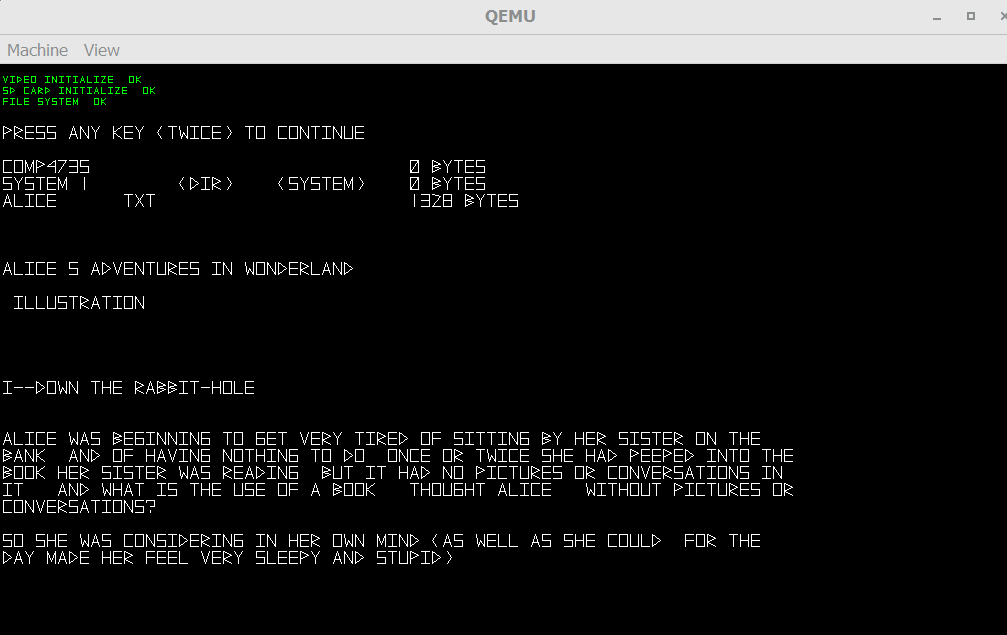 QEMU
Machine View
VIDEO INITIALIZE OK
SD CARD INITIALIZE OK
FILE SYSTEM OK
PRESS ANY KEY (TWICE) TO CONTINUE
COMP4735 0 BYTES
SYSTEM 1 (DIR) (SYSTEM) 0 BYTES
ALICE TXT 1328 BYTES
ALICE S ADVENTURES IN WONDERLAND
ILLUSTRATION
I--DOWN THE RABBIT-HOLE
ALICE WAS BEGINNING TO GET VERY TIRED OF SITTING BY HER SISTER ON THE
BANK AND OF HAVING NOTHING TO DO ONCE OR TWICE SHE HAD PEEPED INTO THE
BOOK HER SISTER WAS READING BUT IT HAD NO PICTURES OR CONVERSATIONS IN
IT AND WHAT IS THE USE OF A BOOK THOUGHT ALICE WITHOUT PICTURES OR
CONVERSATIONS?
SO SHE WAS CONSIDERING IN HER OWN MIND (AS WELL AS SHE COULD FOR THE
DAY MADE HER FEEL VERY SLEEPY AND STUPID)